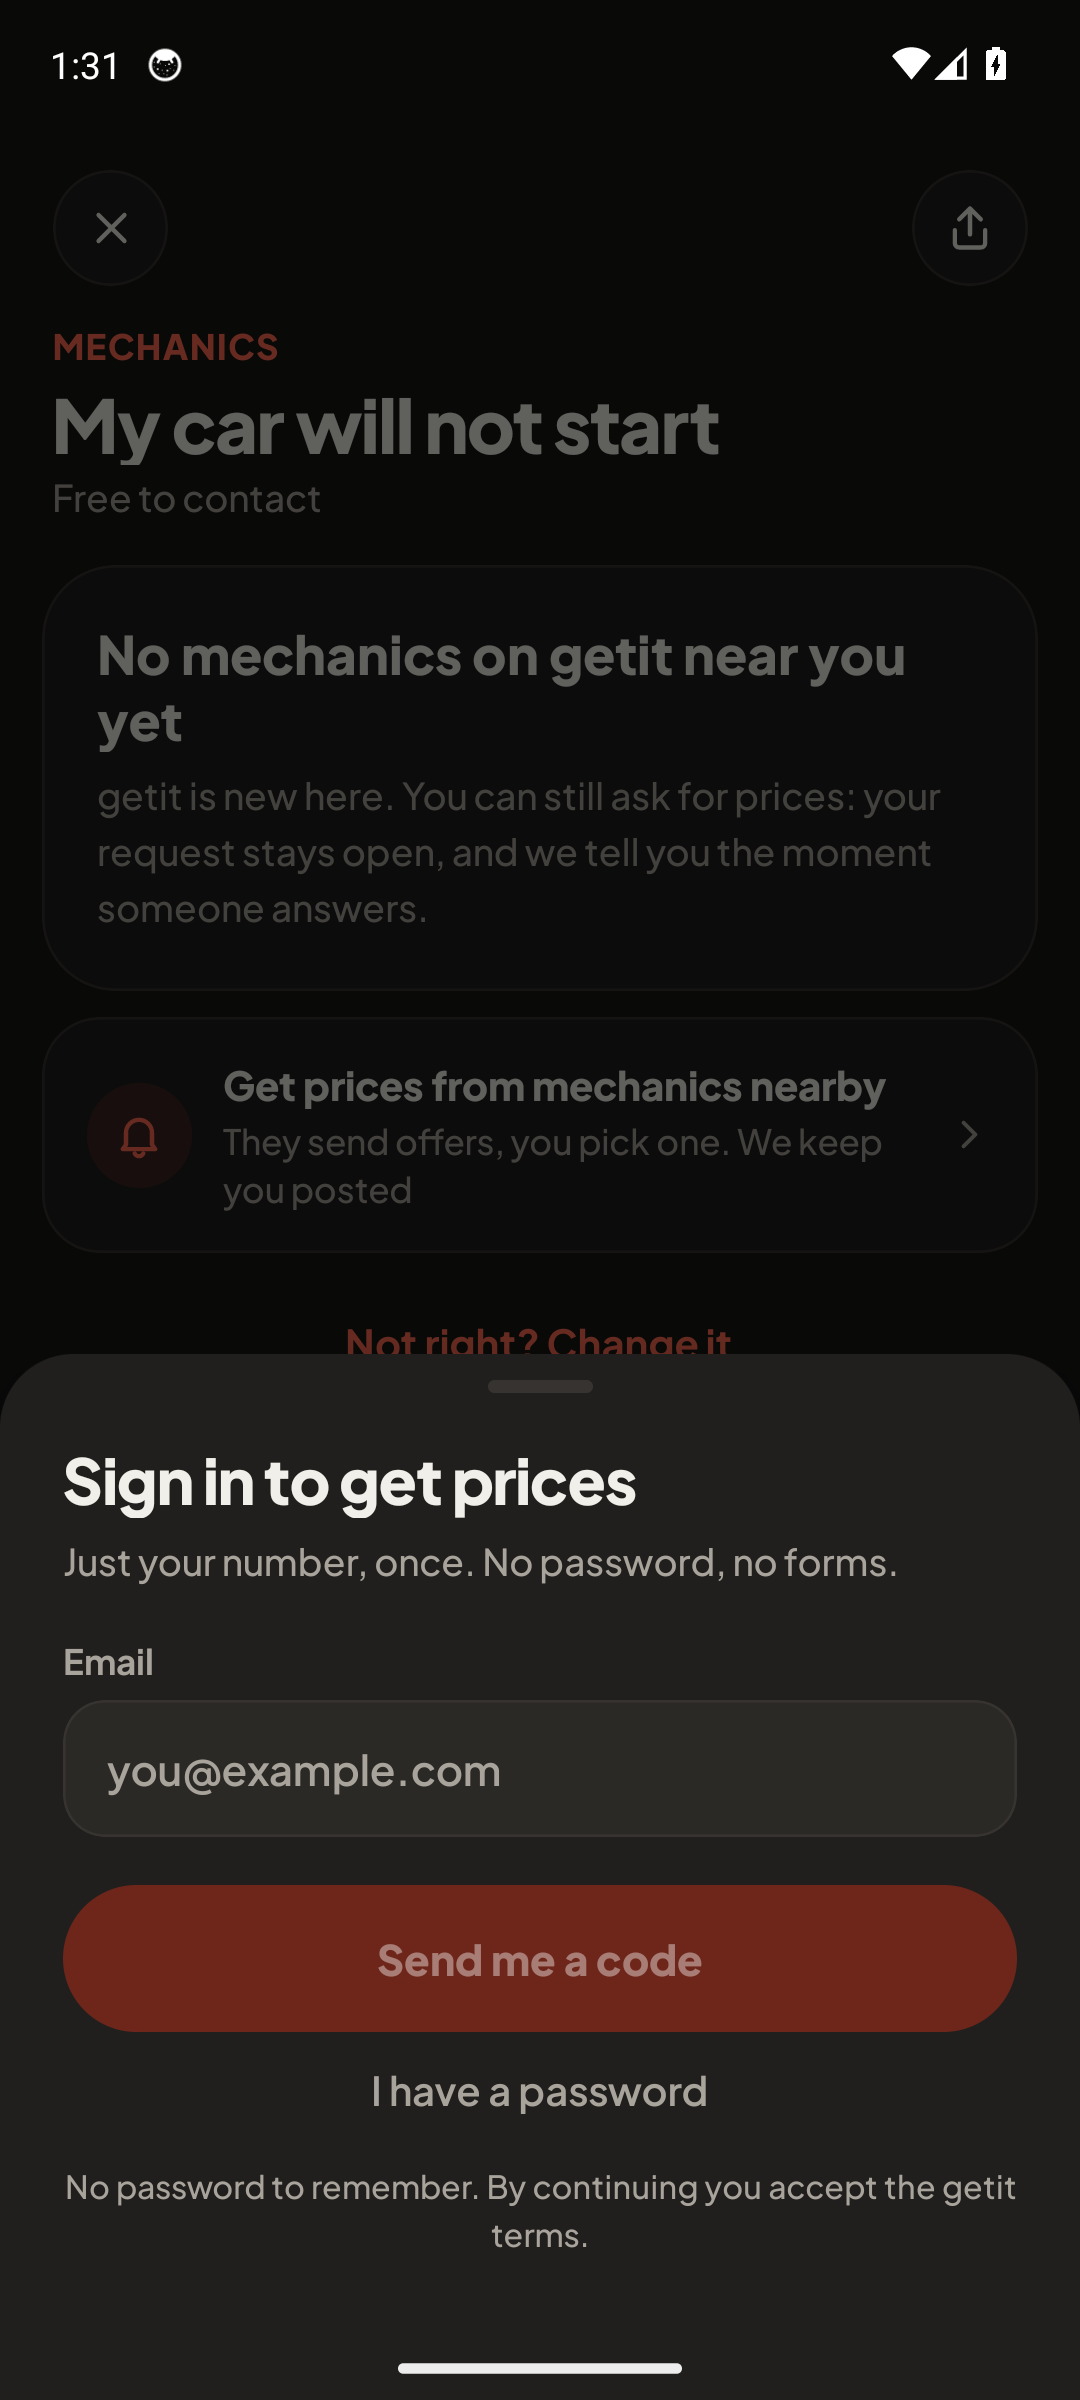 1:31
MECHANICS
My car will not start
Free to contact
No mechanics on getit near you
yet
getit is new here. You can still ask for prices: your
request stays open, and we tell you the moment
someone answers.
Get prices from mechanics nearby
They send offers, you pick one. We keep
you posted
Not right? Change it
Sign in to get prices
Just your number, once. No password, no forms.
Email
you@example.com
Send me a code
I have a password
No password to remember. By continuing you accept the getit
terms.